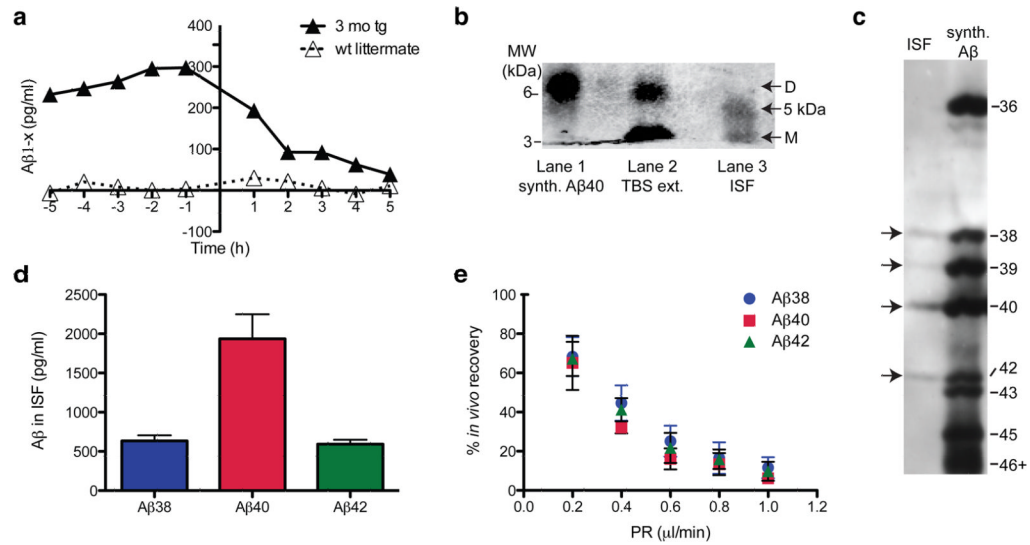 a
Aβ1-x (pg/ml)
400
300
200
100
-100
-5 -4 -3 -2 -1 1 2 3 4 5
Time (h)
3 mo tg
wt littermate
b
MW
(kDa)
6-
3-
D
5 kDa
M
Lane 1 Lane 2 Lane 3
synth. Aβ40 TBS ext. ISF
c
ISF
synth.
Aβ
-36
-38
-39
-40
42
-43
-45
-46+
d
Aβ in ISF (pg/ml)
2500
2000
1500
1000
500
0
Aβ38 Aβ40 Aβ42
e
% in vivo recovery
100
80
60
40
20
0
0.0 0.2 0.4 0.6 0.8 1.0 1.2
PR (μl/min)
Aβ38
Aβ40
Aβ42